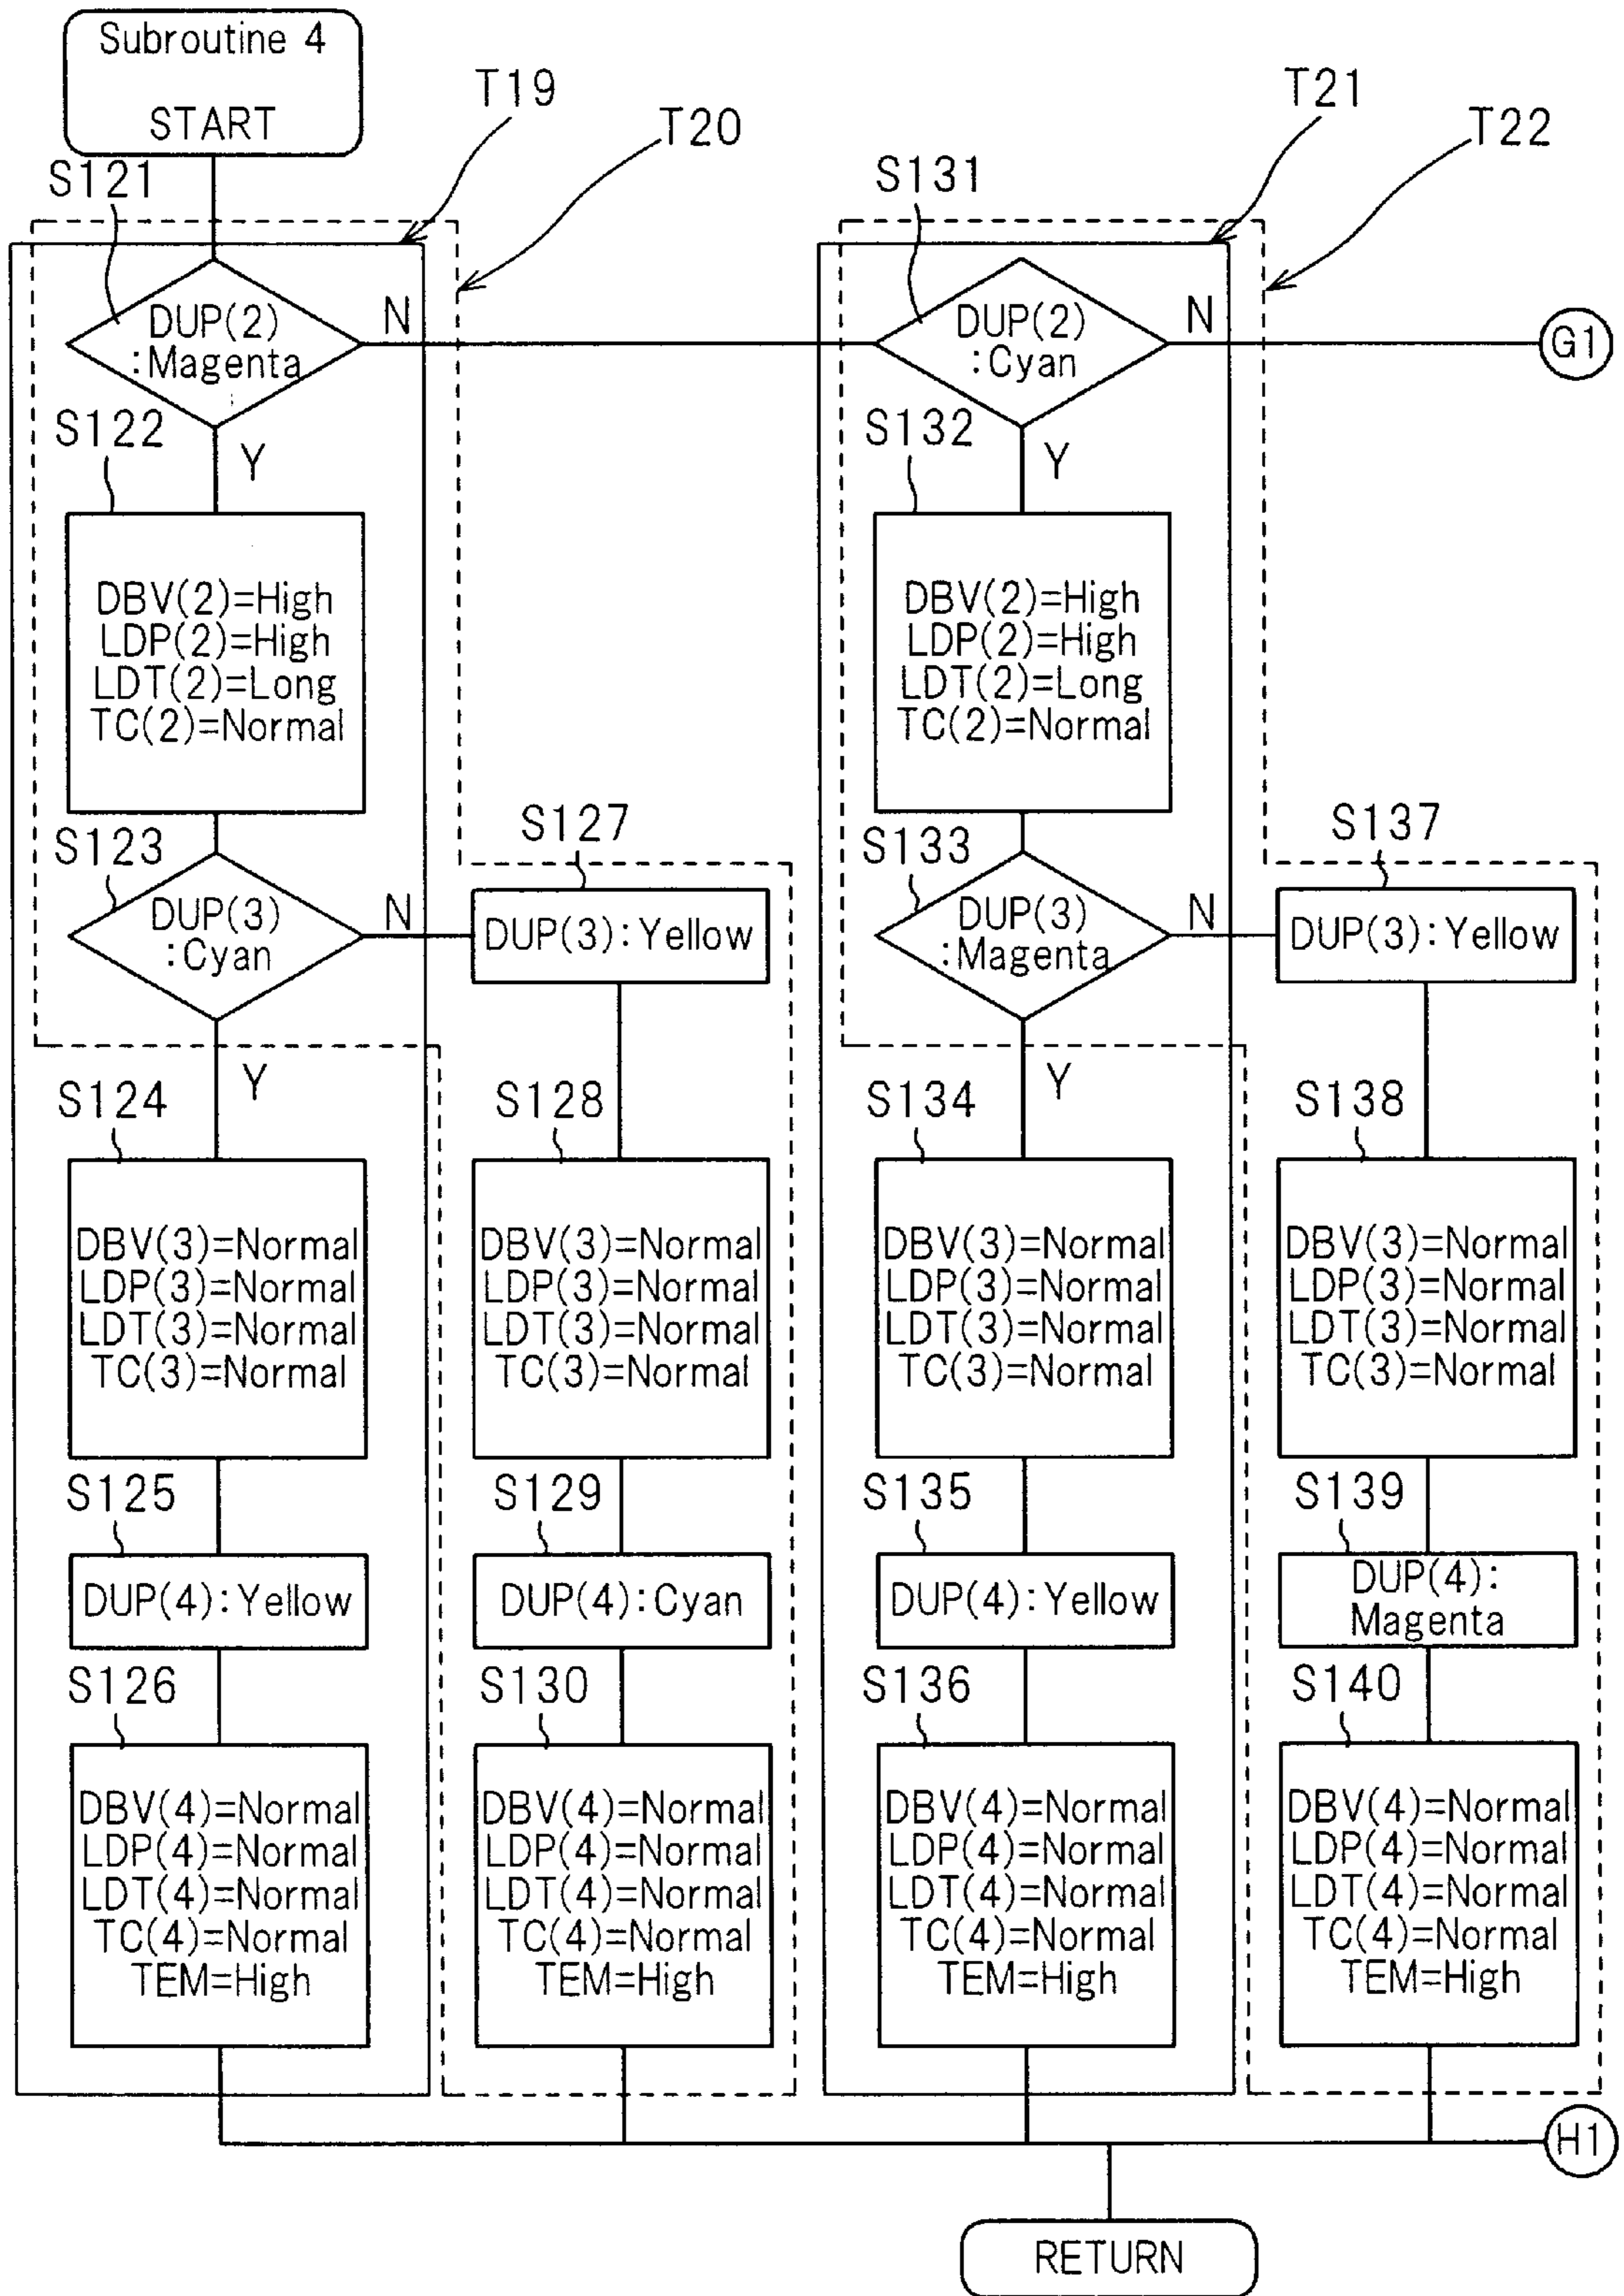 Subroutine 4
START
T19
T20
T21
T22
S121
DUP(2)
:Magenta
N
Y
S122
DBV(2)=High
LDP(2)=High
LDT(2)=Long
TC(2)=Normal
S123
DUP(3)
:Cyan
N
Y
S124
DBV(3)=Normal
LDP(3)=Normal
LDT(3)=Normal
TC(3)=Normal
S125
DUP(4):Yellow
S126
DBV(4)=Normal
LDP(4)=Normal
LDT(4)=Normal
TC(4)=Normal
TEM=High
S127
DUP(3):Yellow
S128
DBV(3)=Normal
LDP(3)=Normal
LDT(3)=Normal
TC(3)=Normal
S129
DUP(4):Cyan
S130
DBV(4)=Normal
LDP(4)=Normal
LDT(4)=Normal
TC(4)=Normal
TEM=High
S131
DUP(2)
:Cyan
N
G1
Y
S132
DBV(2)=High
LDP(2)=High
LDT(2)=Long
TC(2)=Normal
S133
DUP(3)
:Magenta
N
Y
S134
DBV(3)=Normal
LDP(3)=Normal
LDT(3)=Normal
TC(3)=Normal
S135
DUP(4):Yellow
S136
DBV(4)=Normal
LDP(4)=Normal
LDT(4)=Normal
TC(4)=Normal
TEM=High
S137
DUP(3):Yellow
S138
DBV(3)=Normal
LDP(3)=Normal
LDT(3)=Normal
TC(3)=Normal
S139
DUP(4):
Magenta
S140
DBV(4)=Normal
LDP(4)=Normal
LDT(4)=Normal
TC(4)=Normal
TEM=High
H1
RETURN